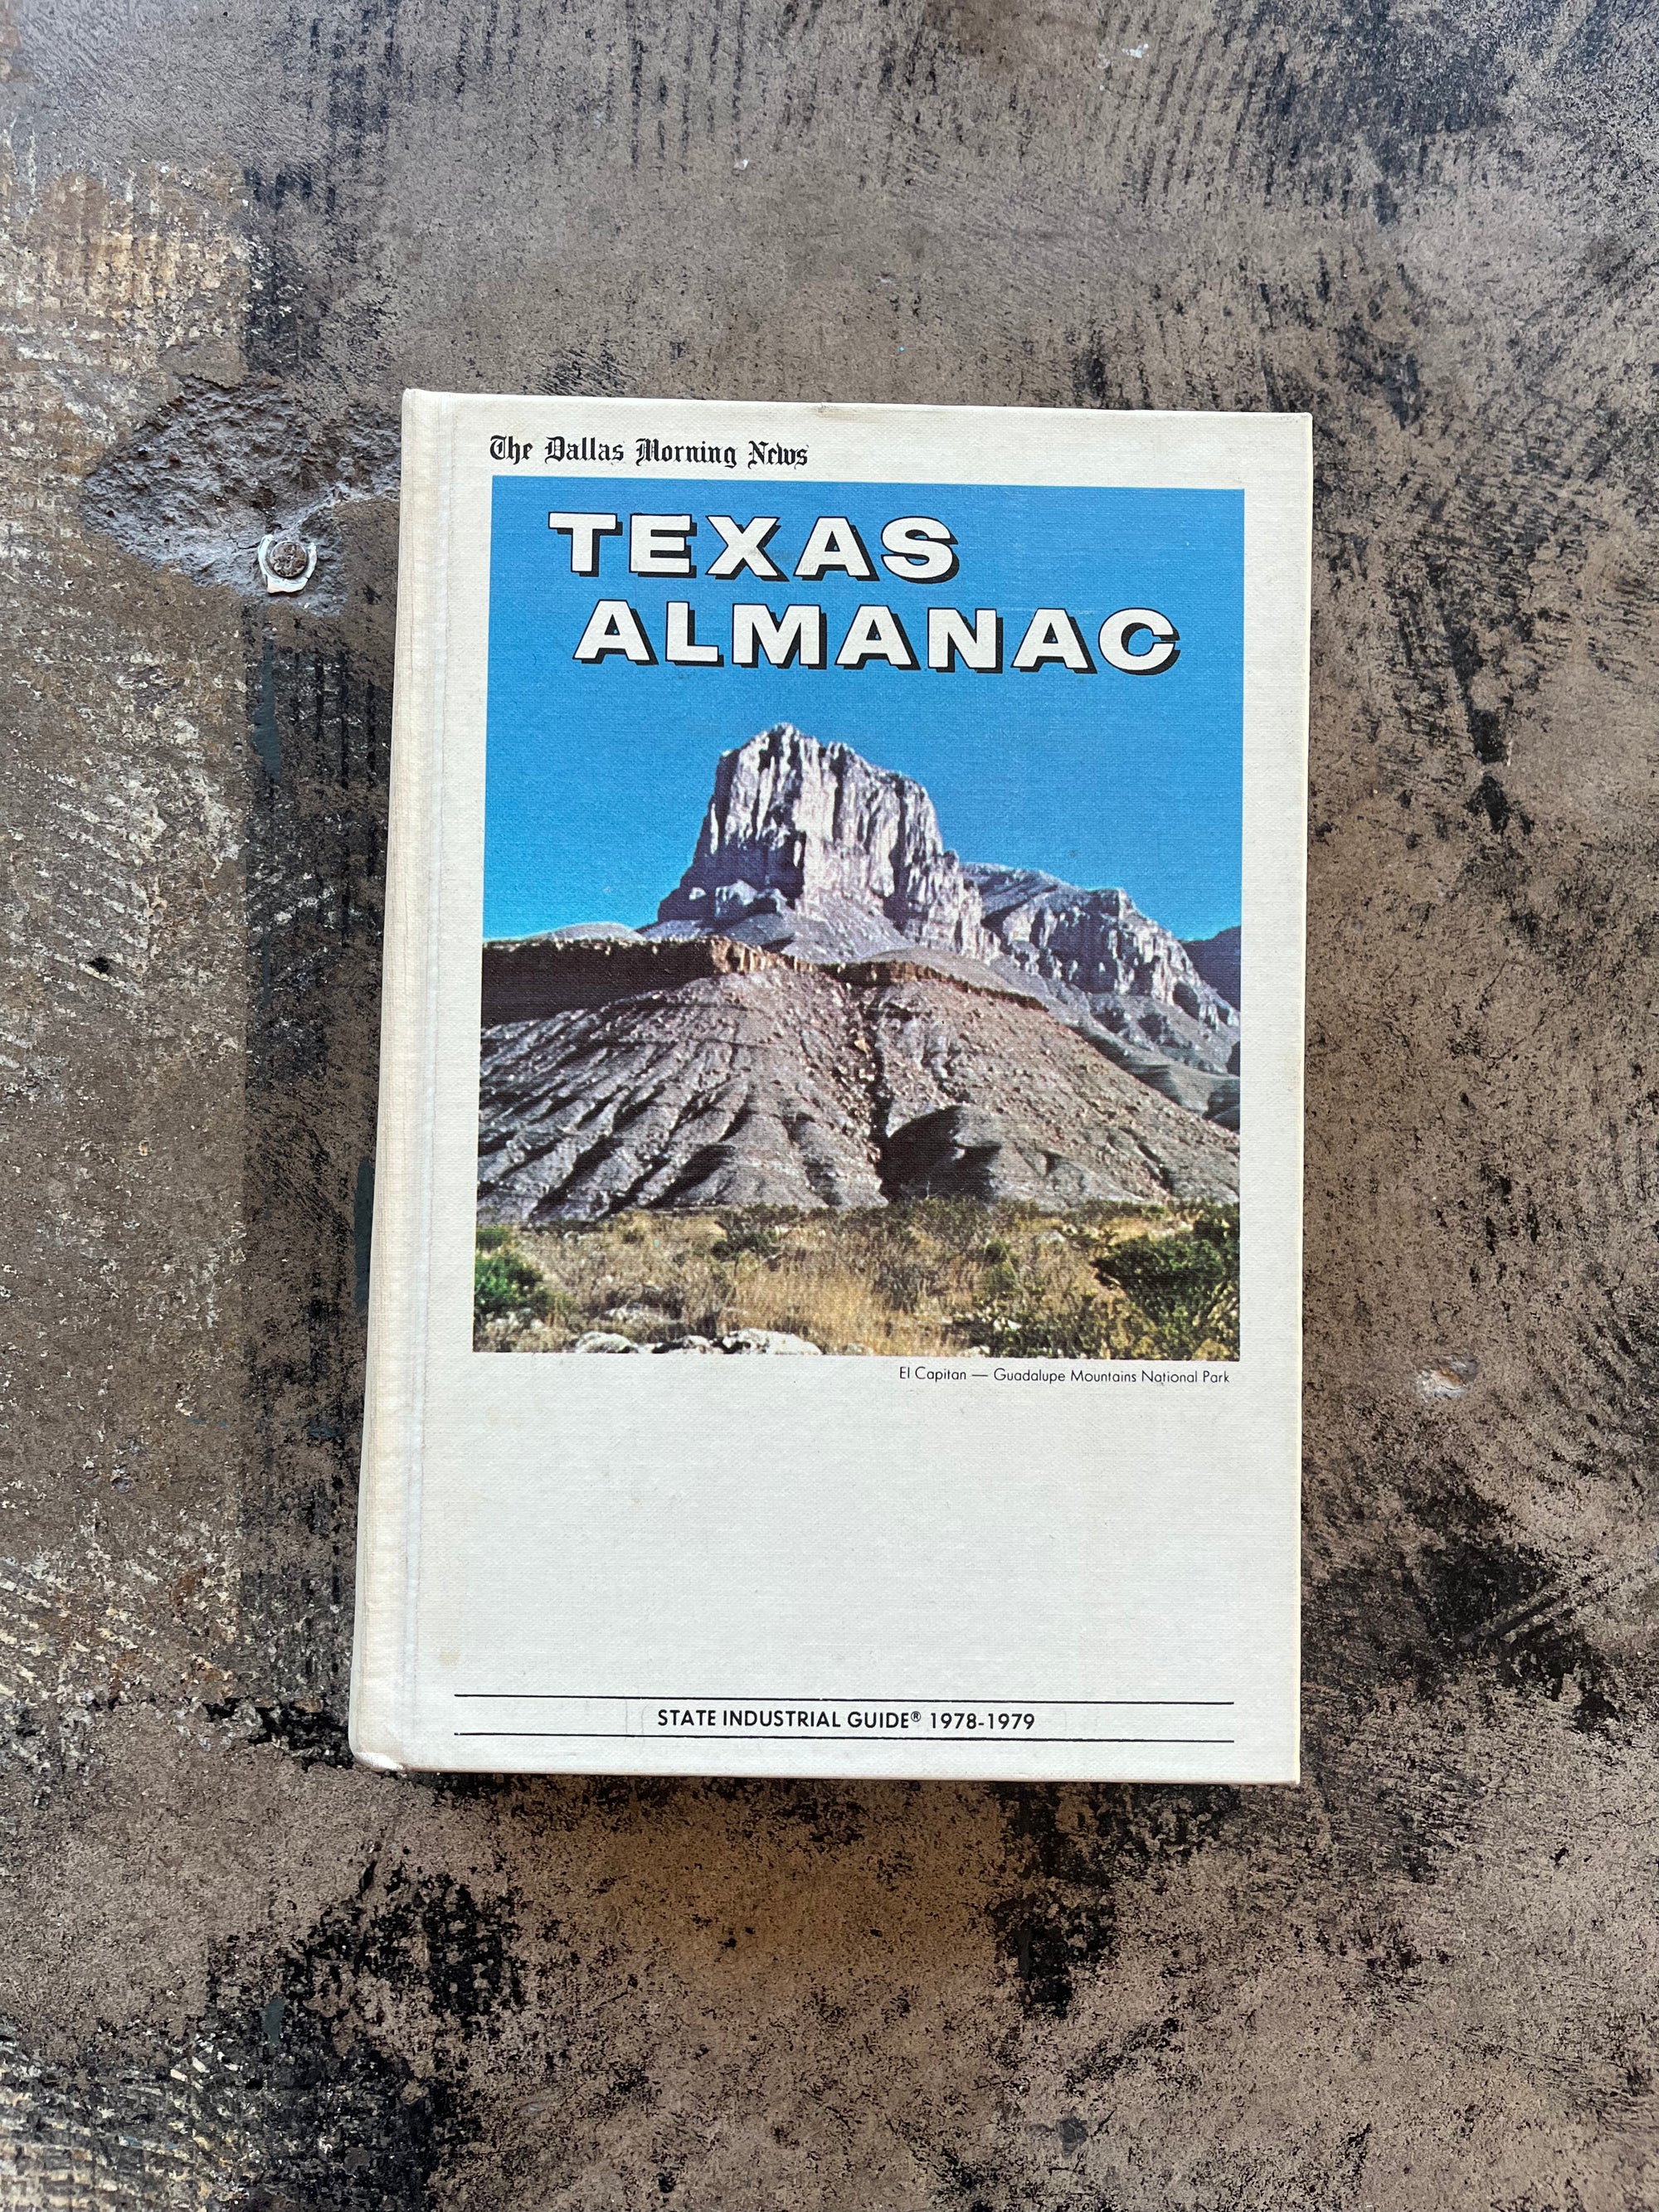 The Dallas Morning News
TEXAS
ALMANAC
El Capitan — Guadalupe Mountains National Park
STATE INDUSTRIAL GUIDE® 1978-1979